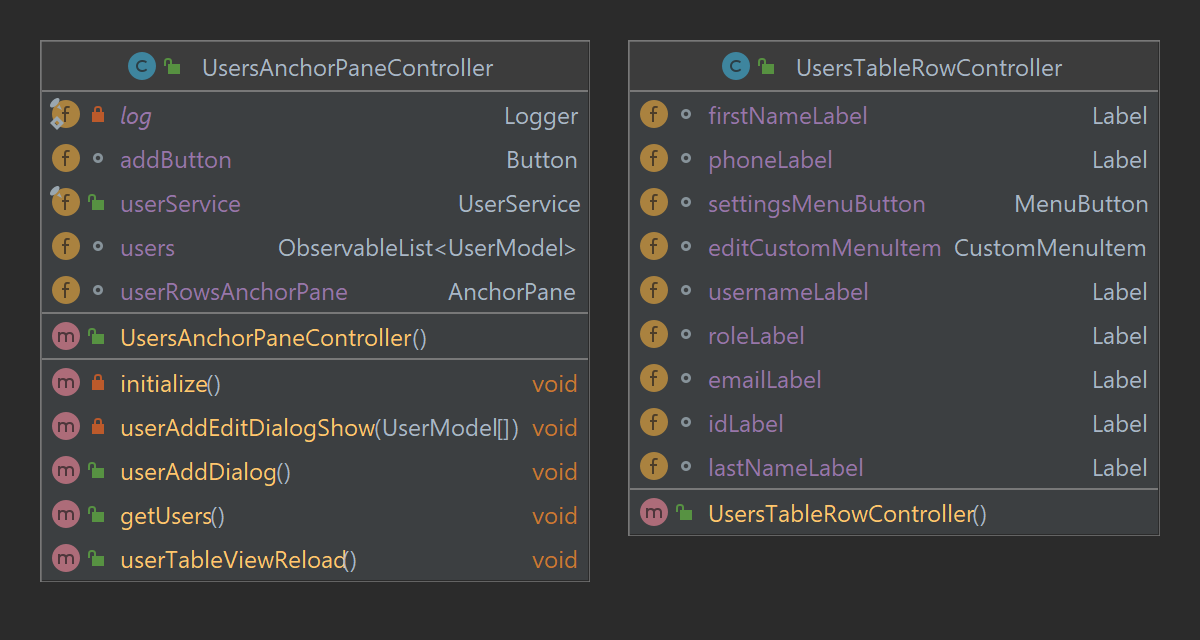 UsersAnchorPaneController
log Logger
addButton Button
userService UserService
users ObservableList<UserModel>
userRowsAnchorPane AnchorPane
UsersAnchorPaneController()
initialize() void
userAddEditDialogShow(UserModel[]) void
userAddDialog() void
getUsers() void
userTableViewReload() void
UsersTableRowController
firstNameLabel Label
phoneLabel Label
settingsMenuButton MenuButton
editCustomMenuItem CustomMenuItem
usernameLabel Label
roleLabel Label
emailLabel Label
idLabel Label
lastNameLabel Label
UsersTableRowController()